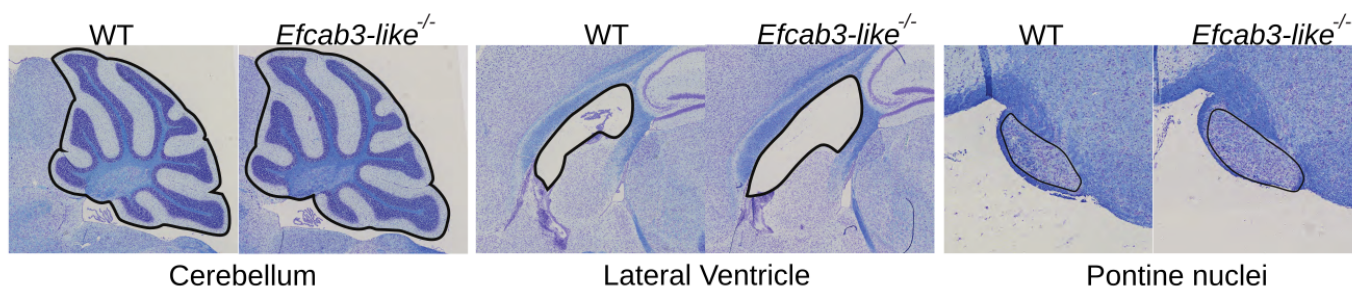 WT Efcab3-like-/- WT Efcab3-like-/- WT Efcab3-like-/-
Cerebellum Lateral Ventricle Pontine nuclei